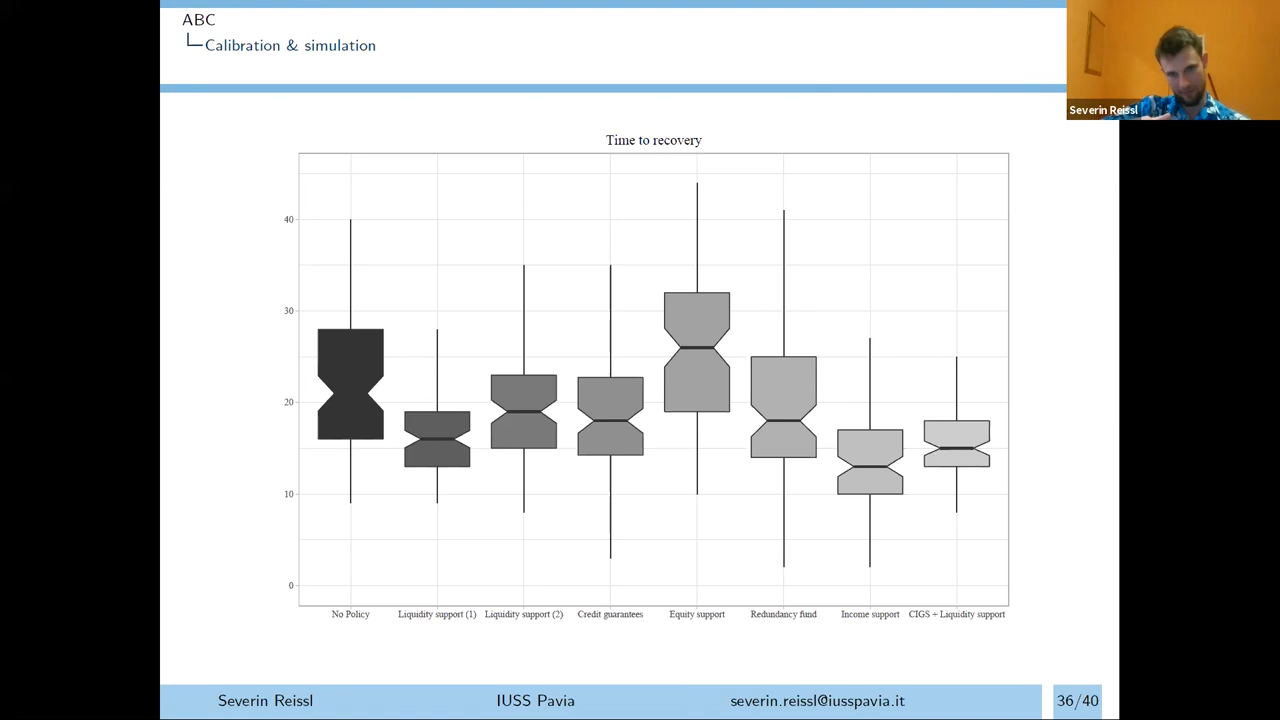 ABC
Calibration & simulation
Severin Reissl
Time to recovery
40
30
20
10
0
No Policy Liquidity support (1) Liquidity support (2) Credit guarantees Equity support Redundancy fund Income support CIGS + Liquidity support
Severin Reissl IUSS Pavia severin.reissl@iusspavia.it 36/40